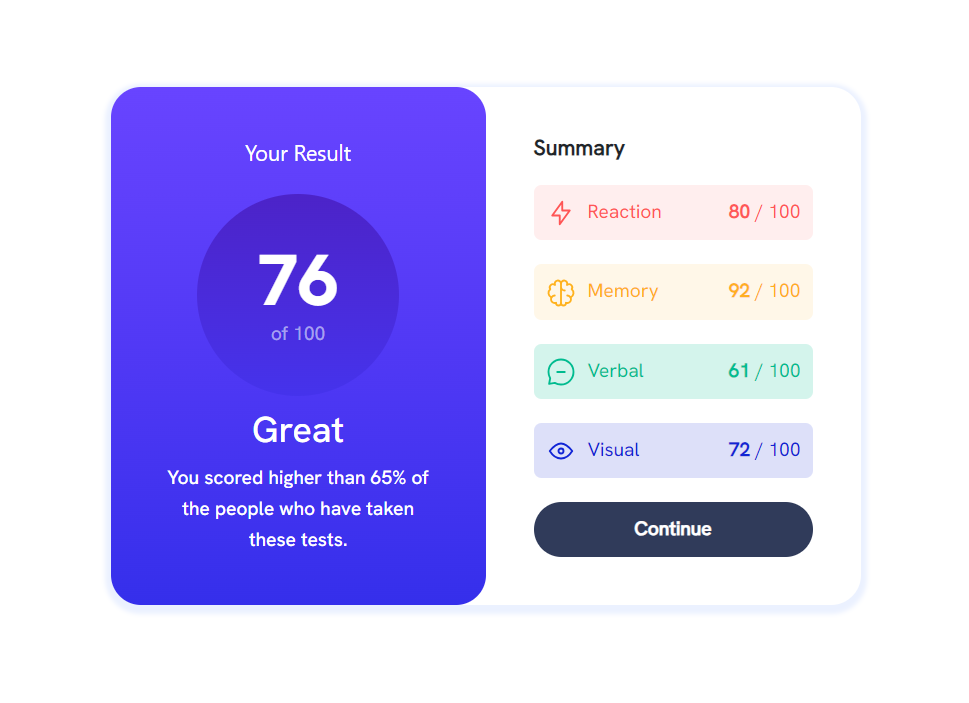 Your Result
76
of 100
Great
You scored higher than 65% of
the people who have taken
these tests.
Summary
Reaction 80 / 100
Memory 92 / 100
Verbal 61 / 100
Visual 72 / 100
Continue